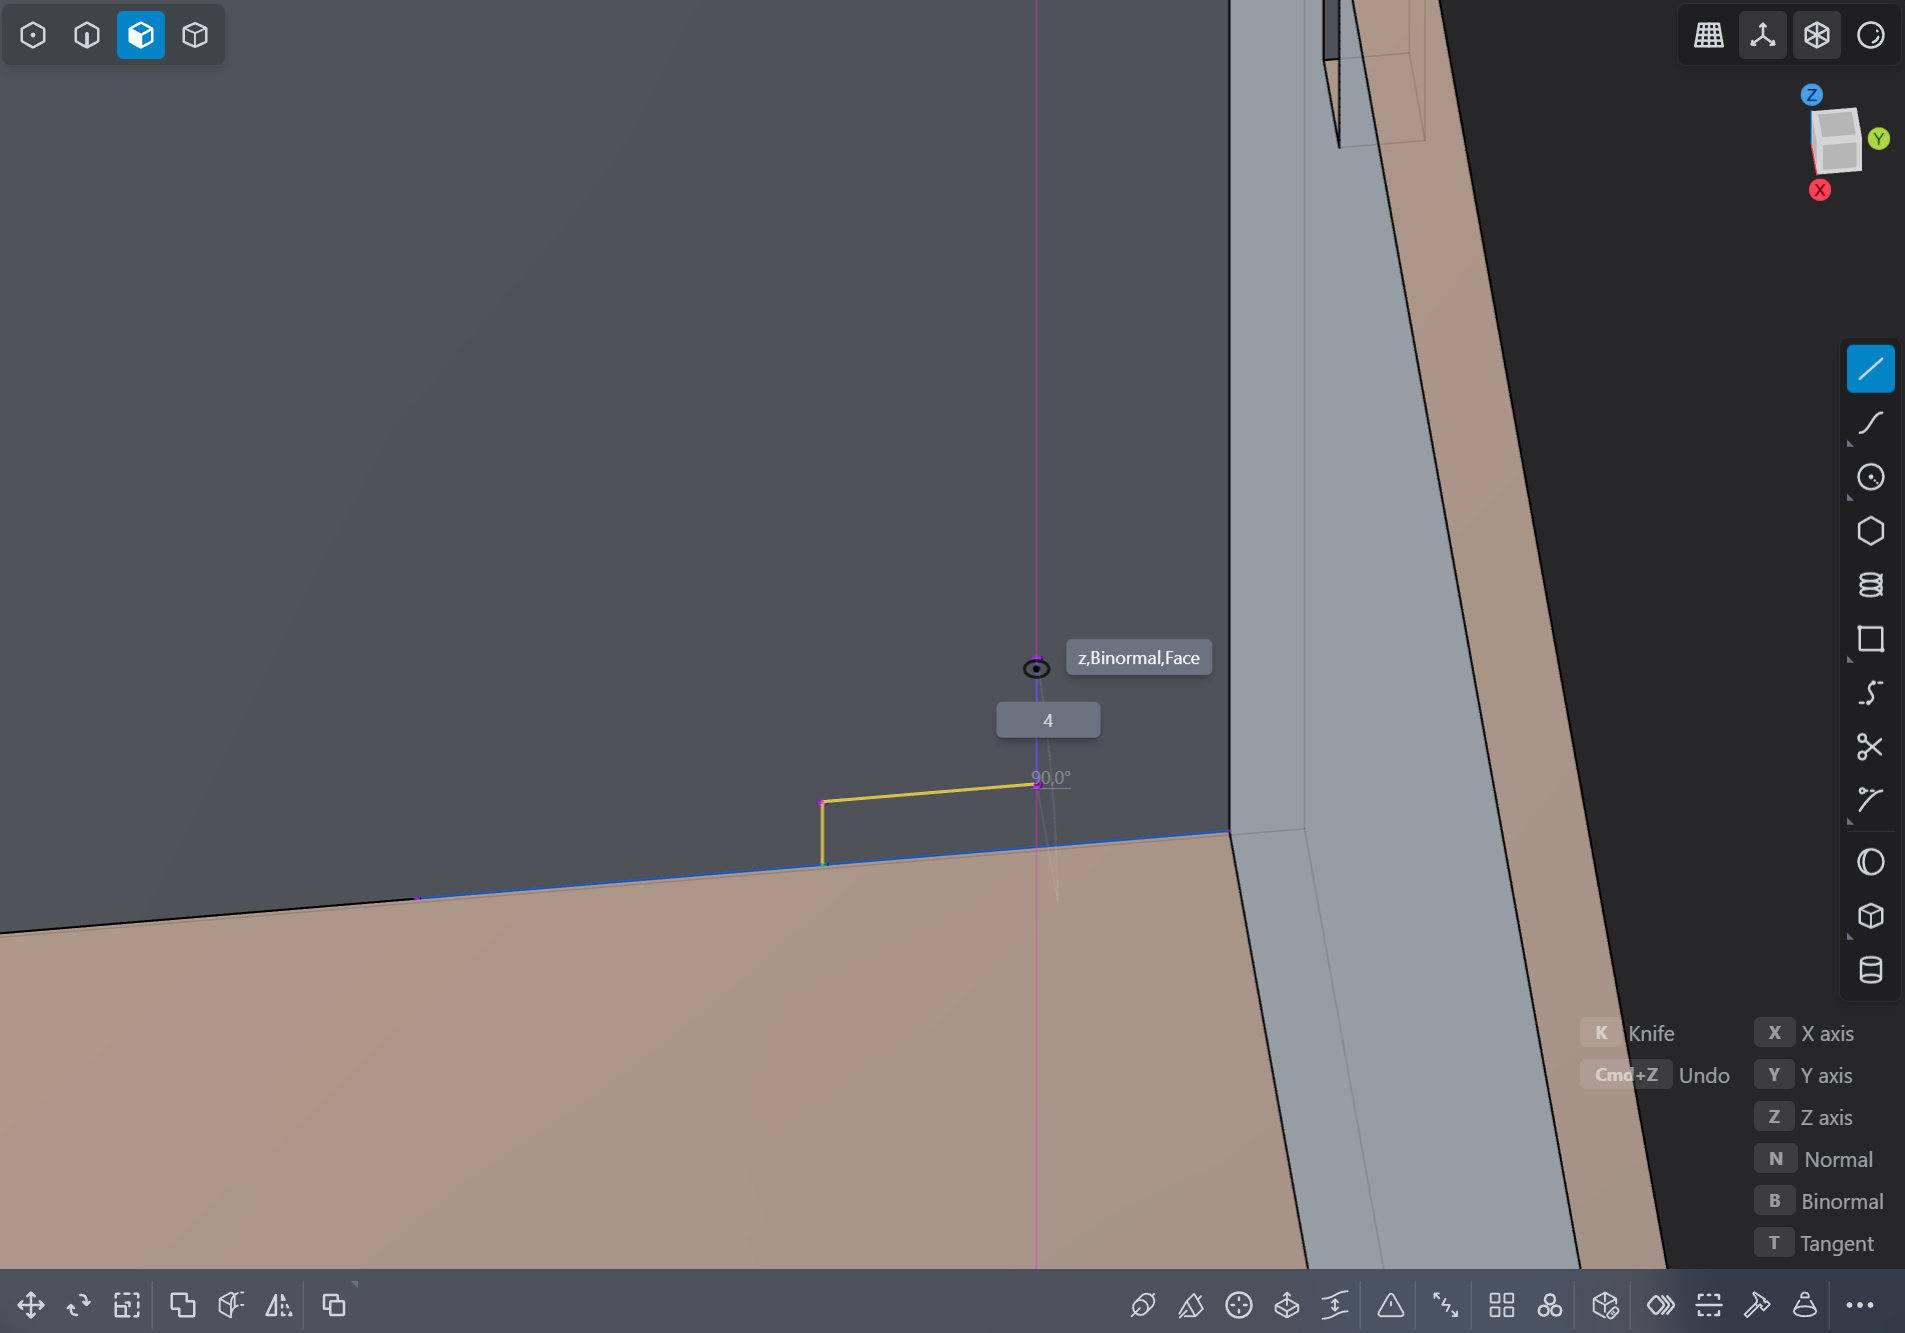 Z
Y
X
z,Binormal,Face
4
90,0°
K Knife
X X axis
Cmd+Z Undo
Y Y axis
Z Z axis
N Normal
B Binormal
T Tangent